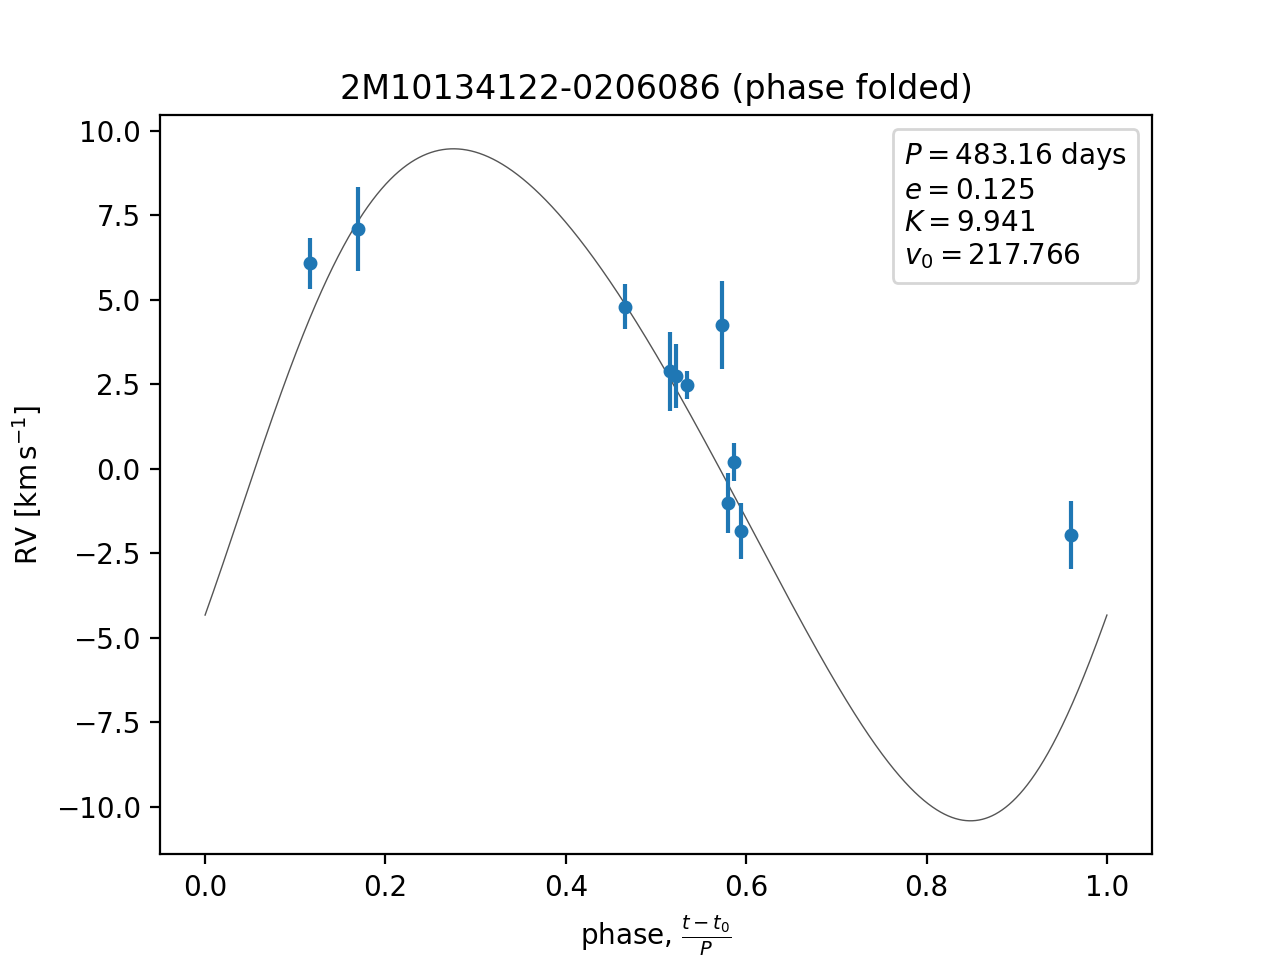 2M10134122-0206086 (phase folded)
P = 483.16 days
e = 0.125
K = 9.941
v₀ = 217.766
10.0
7.5
5.0
2.5
0.0
−2.5
−5.0
−7.5
−10.0
RV [km s⁻¹]
0.0 0.2 0.4 0.6 0.8 1.0
phase, (t − t₀)/P